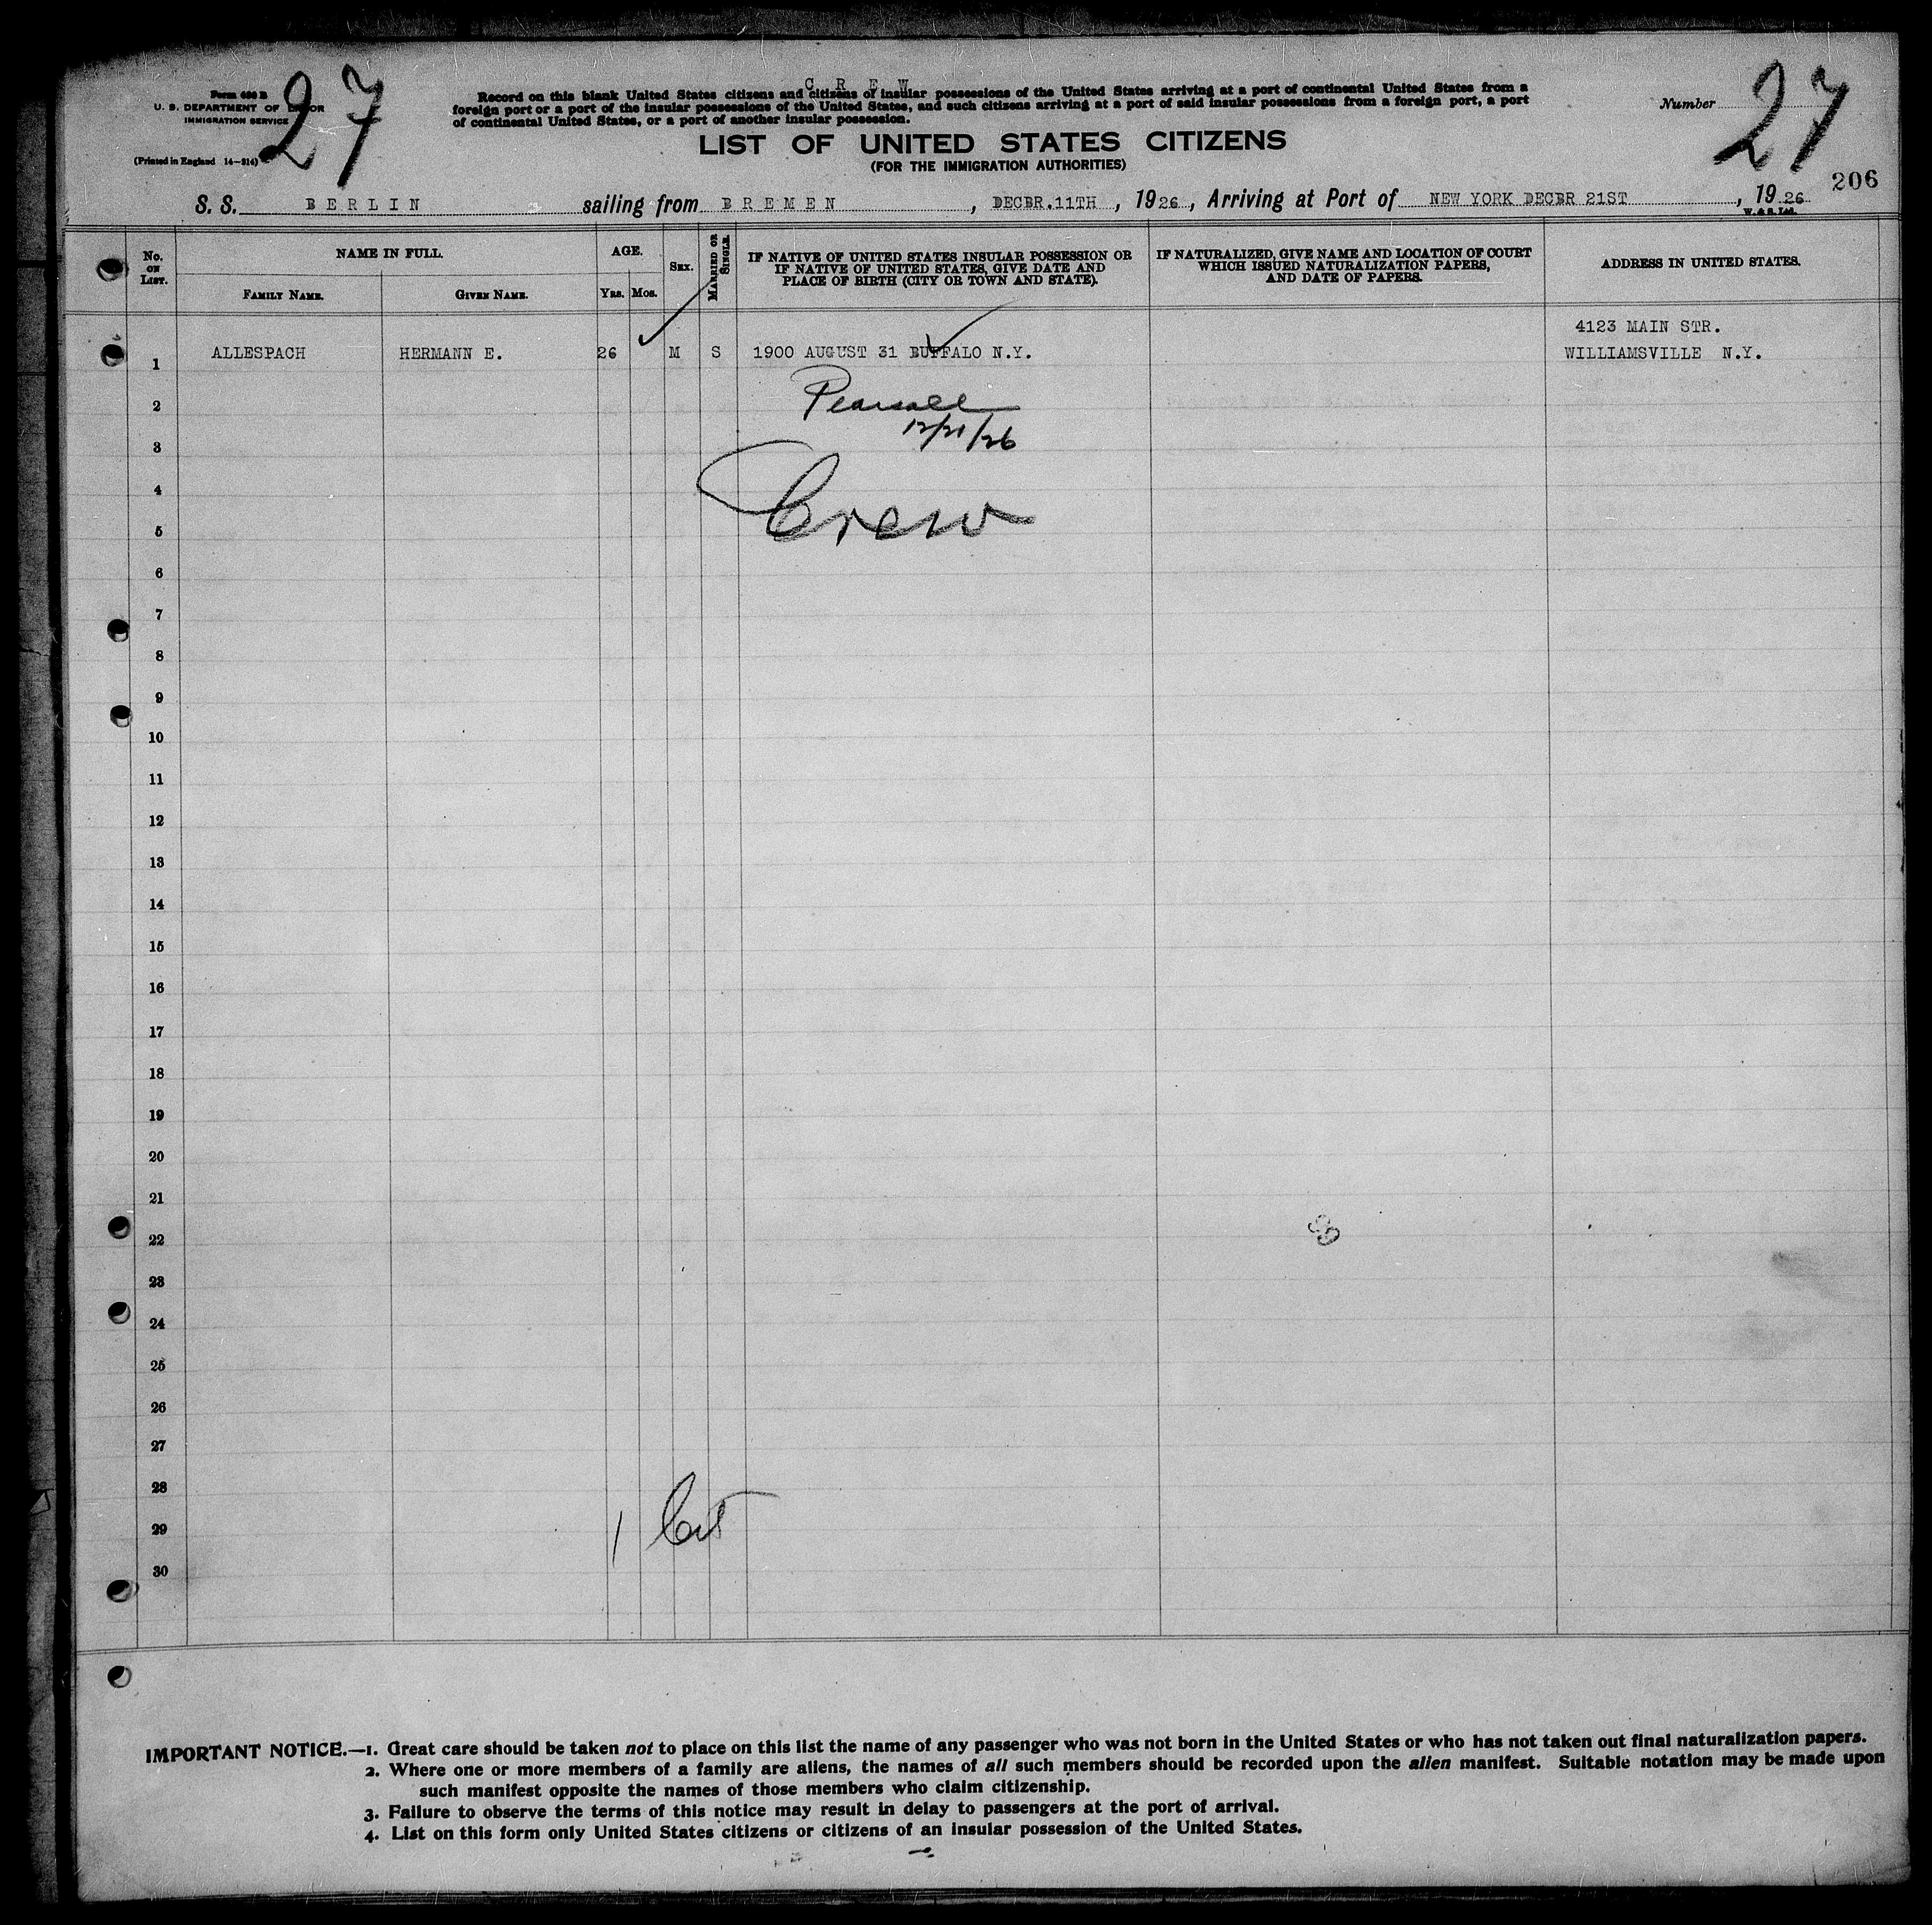 Form 630 B
U. S. DEPARTMENT OF LABOR
IMMIGRATION SERVICE
(Printed in England 14—814)
27
C R E W
Record on this blank United States citizens and citizens of insular possessions of the United States arriving at a port of continental United States from a
foreign port or a port of the insular possessions of the United States, and such citizens arriving at a port of said insular possessions from a foreign port, a port
of continental United States, or a port of another insular possession.
Number 27
LIST OF UNITED STATES CITIZENS
(FOR THE IMMIGRATION AUTHORITIES)
206
S. S. BERLIN sailing from BREMEN, DECBR.11TH, 1926, Arriving at Port of NEW YORK DECBR 21ST, 1926
W. & S. Ltd.
No. ON LIST.
NAME IN FULL.
FAMILY NAME. GIVEN NAME.
AGE.
YRS. MOS.
SEX.
MARRIED OR SINGLE.
IF NATIVE OF UNITED STATES INSULAR POSSESSION OR
IF NATIVE OF UNITED STATES, GIVE DATE AND
PLACE OF BIRTH (CITY OR TOWN AND STATE).
IF NATURALIZED, GIVE NAME AND LOCATION OF COURT
WHICH ISSUED NATURALIZATION PAPERS,
AND DATE OF PAPERS.
ADDRESS IN UNITED STATES.
4123 MAIN STR.
1 ALLESPACH HERMANN E. 26 M S 1900 AUGUST 31 BUFFALO N.Y. WILLIAMSVILLE N.Y.
2 Pearsall
3 12/21/26
4
5 Crew
6
7
8
9
10
11
12
13
14
15
16
17
18
19
20
21
22
23
24
25
26
27
28
29 1 Cit
30
IMPORTANT NOTICE.—1. Great care should be taken not to place on this list the name of any passenger who was not born in the United States or who has not taken out final naturalization papers.
2. Where one or more members of a family are aliens, the names of all such members should be recorded upon the alien manifest. Suitable notation may be made upon
such manifest opposite the names of those members who claim citizenship.
3. Failure to observe the terms of this notice may result in delay to passengers at the port of arrival.
4. List on this form only United States citizens or citizens of an insular possession of the United States.